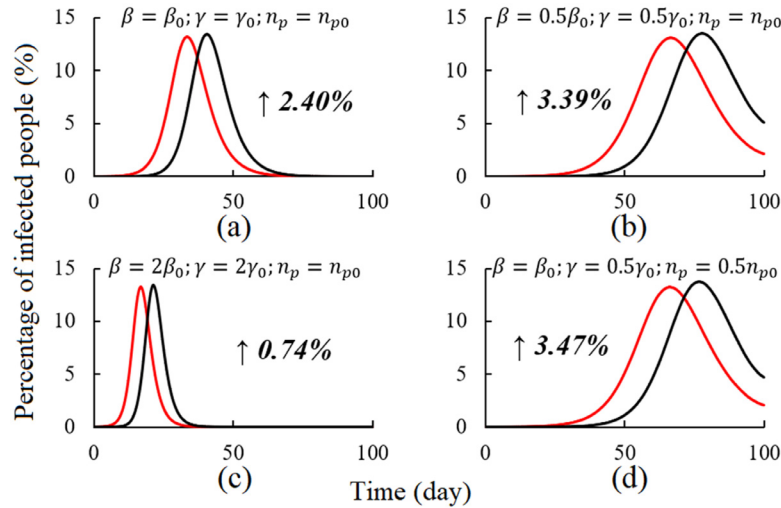 Percentage of infected people (%)
β = β₀; γ = γ₀; nₚ = nₚ₀
15
10
5
0
↑ 2.40%
0 50 100
(a)
β = 0.5β₀; γ = 0.5γ₀; nₚ = nₚ₀
15
10
5
0
↑ 3.39%
0 50 100
(b)
β = 2β₀; γ = 2γ₀; nₚ = nₚ₀
15
10
5
0
↑ 0.74%
0 50 100
(c)
β = β₀; γ = 0.5γ₀; nₚ = 0.5nₚ₀
15
10
5
0
↑ 3.47%
0 50 100
(d)
Time (day)